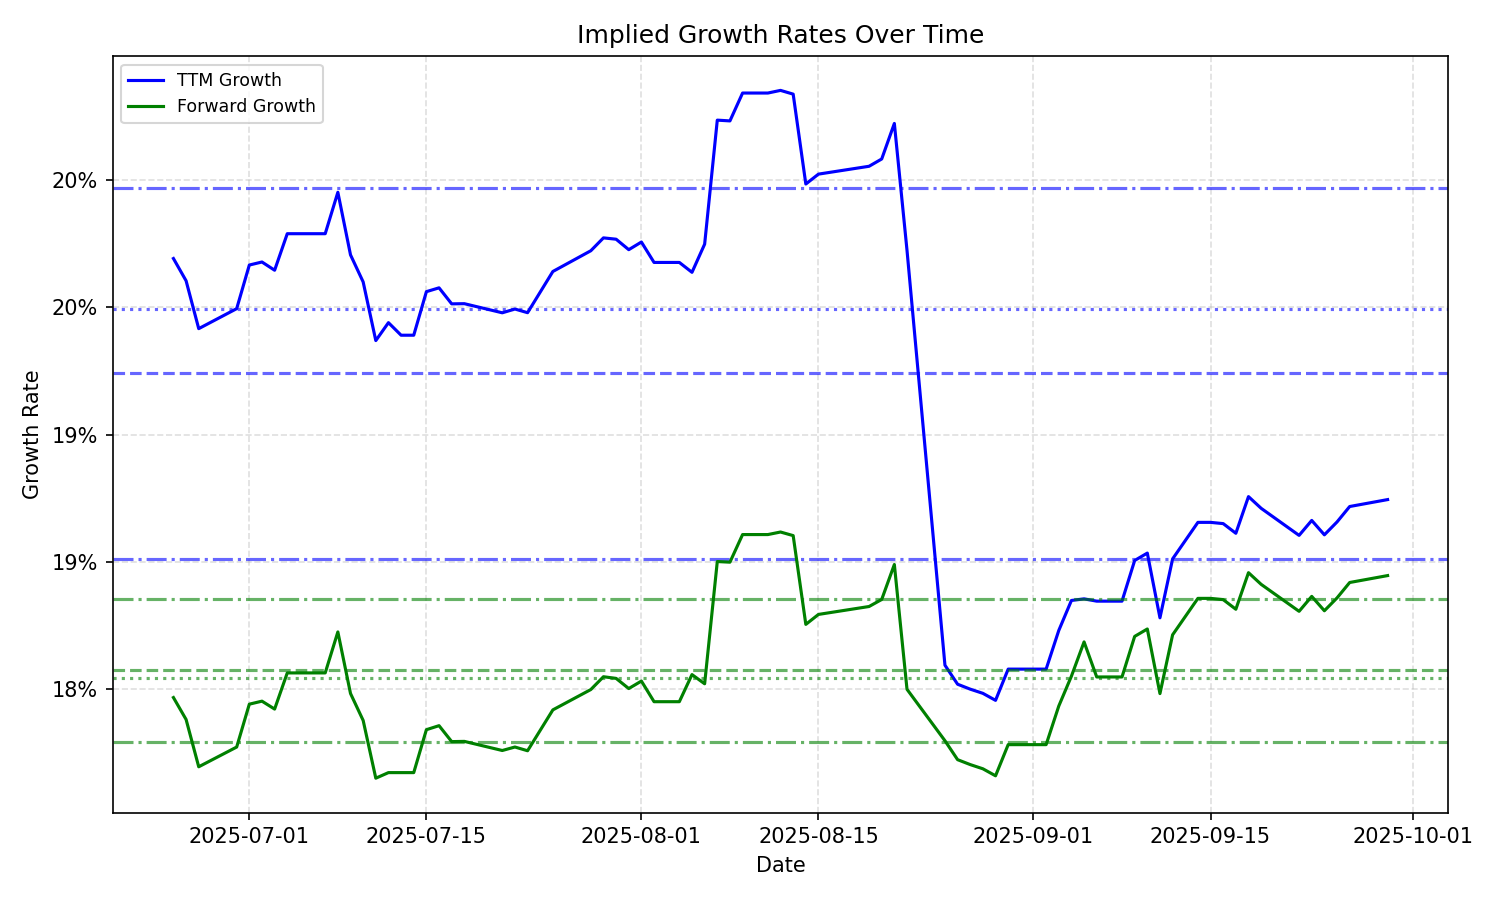 Implied Growth Rates Over Time
TTM Growth
Forward Growth
20%
20%
19%
19%
18%
Growth Rate
2025-07-01
2025-07-15
2025-08-01
2025-08-15
2025-09-01
2025-09-15
2025-10-01
Date